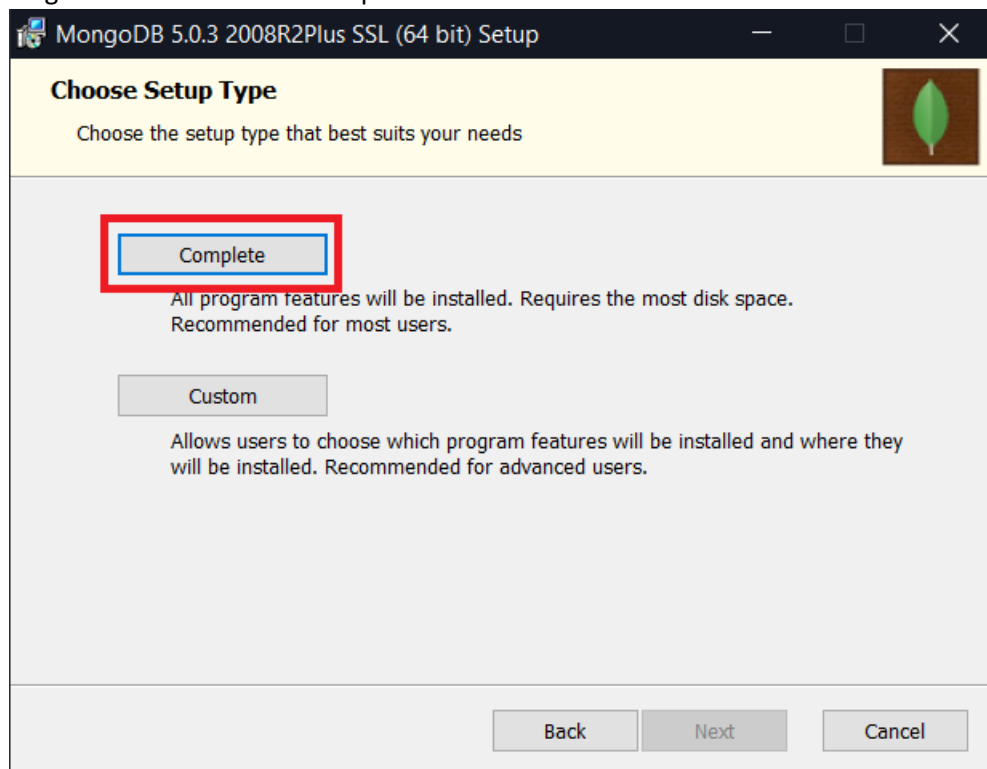 MongoDB 5.0.3 2008R2Plus SSL (64 bit) Setup
Choose Setup Type
Choose the setup type that best suits your needs
Complete
All program features will be installed. Requires the most disk space.
Recommended for most users.
Custom
Allows users to choose which program features will be installed and where they
will be installed. Recommended for advanced users.
Back
Next
Cancel